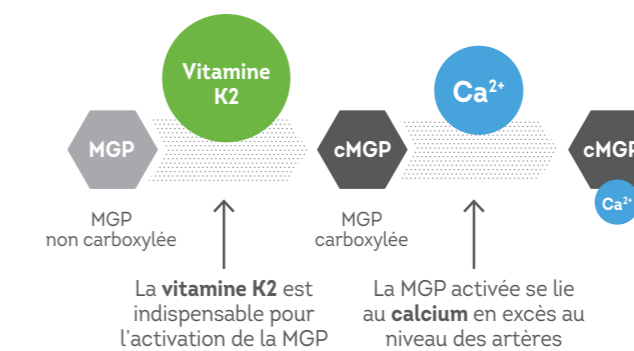 Vitamine
K2
Ca²⁺
MGP
cMGP
cMGP
Ca²⁺
MGP
non carboxylée
MGP
carboxylée
La vitamine K2 est
indispensable pour
l'activation de la MGP
La MGP activée se lie
au calcium en excès au
niveau des artères